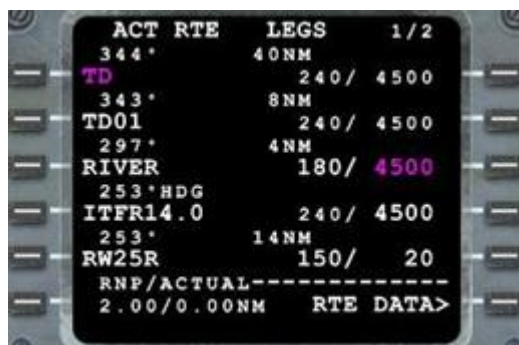 ACT RTE LEGS 1/2
344° 40NM
TD 240/ 4500
343° 8NM
TD01 240/ 4500
297° 4NM
RIVER 180/ 4500
253°HDG
ITFR14.0 240/ 4500
253° 14NM
RW25R 150/ 20
RNP/ACTUAL-------------
2.00/0.00NM RTE DATA>